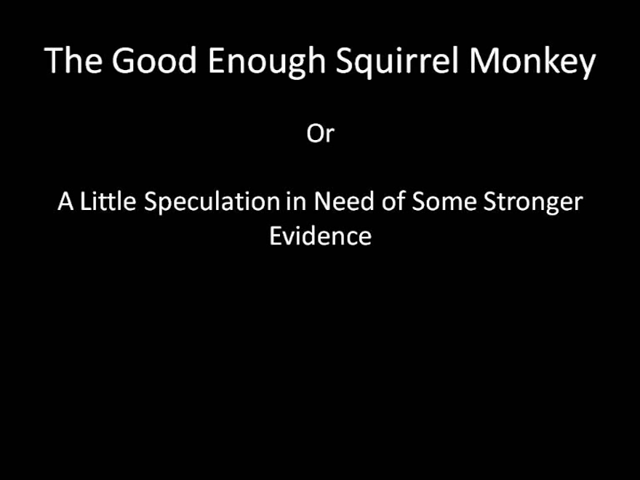 The Good Enough Squirrel Monkey
Or
A Little Speculation in Need of Some Stronger
Evidence